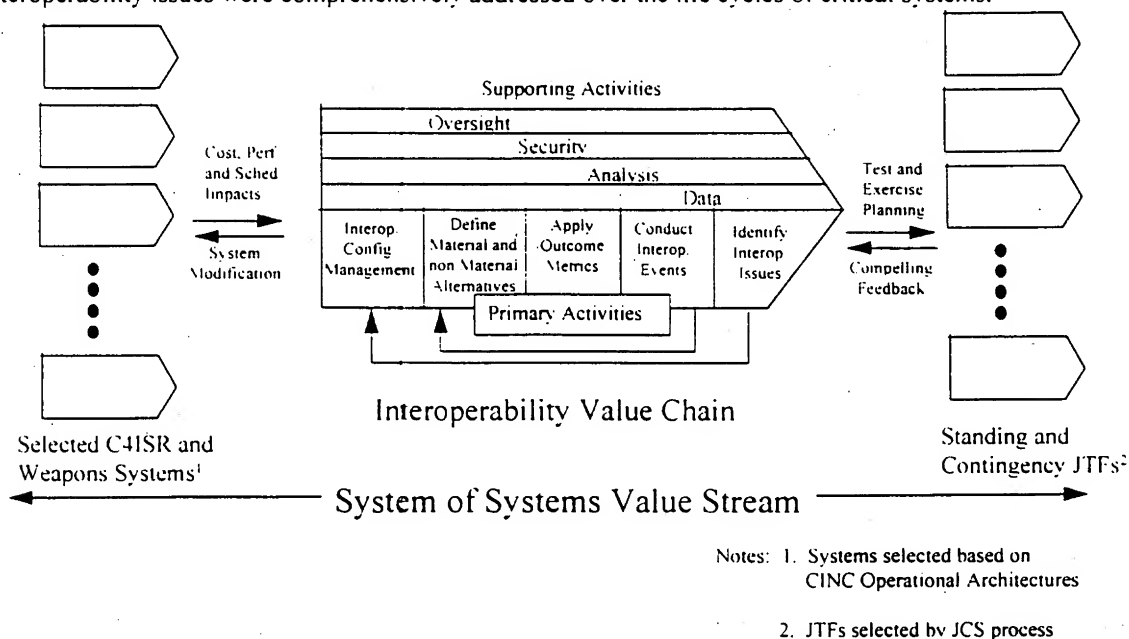 interoperability issues were comprehensively addressed over the life cycles of critical systems.
Supporting Activities
Oversight
Security
Analysis
Data
Cost, Perf
and Sched
Impacts
System
Modification
Interop.
Config
Management
Define
Material and
non Material
Alternatives
Apply
Outcome
Metrics
Conduct
Interop.
Events
Identify
Interop
Issues
Primary Activities
Test and
Exercise
Planning
Compelling
Feedback
Interoperability Value Chain
Selected C4ISR and
Weapons Systems¹
Standing and
Contingency JTFs²
System of Systems Value Stream
Notes: 1. Systems selected based on
CINC Operational Architectures
2. JTFs selected by JCS process